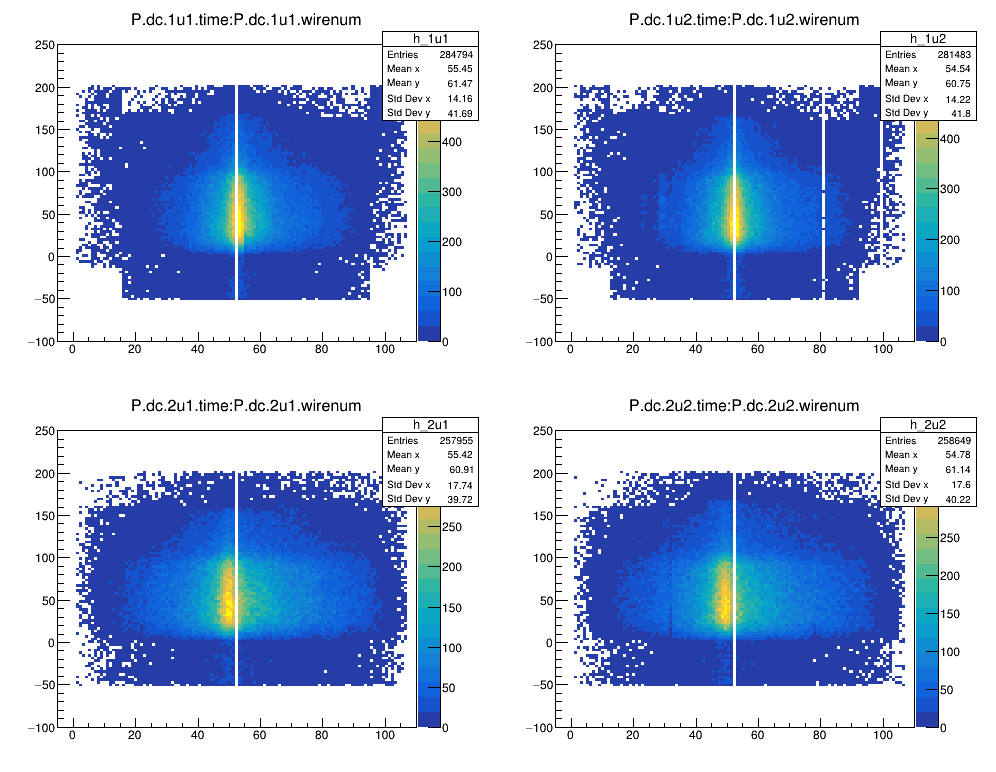 P.dc.1u1.time:P.dc.1u1.wirenum
h_1u1
Entries 284794
Mean x 55.45
Mean y 61.47
Std Dev x 14.16
Std Dev y 41.69
250
200
150
100
50
0
−50
−100
0 20 40 60 80 100
400
300
200
100
0
P.dc.1u2.time:P.dc.1u2.wirenum
h_1u2
Entries 281483
Mean x 54.54
Mean y 60.75
Std Dev x 14.22
Std Dev y 41.8
250
200
150
100
50
0
−50
−100
0 20 40 60 80 100
400
300
200
100
0
P.dc.2u1.time:P.dc.2u1.wirenum
h_2u1
Entries 257955
Mean x 55.42
Mean y 60.91
Std Dev x 17.74
Std Dev y 39.72
250
200
150
100
50
0
−50
−100
0 20 40 60 80 100
250
200
150
100
50
0
P.dc.2u2.time:P.dc.2u2.wirenum
h_2u2
Entries 258649
Mean x 54.78
Mean y 61.14
Std Dev x 17.6
Std Dev y 40.22
250
200
150
100
50
0
−50
−100
0 20 40 60 80 100
250
200
150
100
50
0